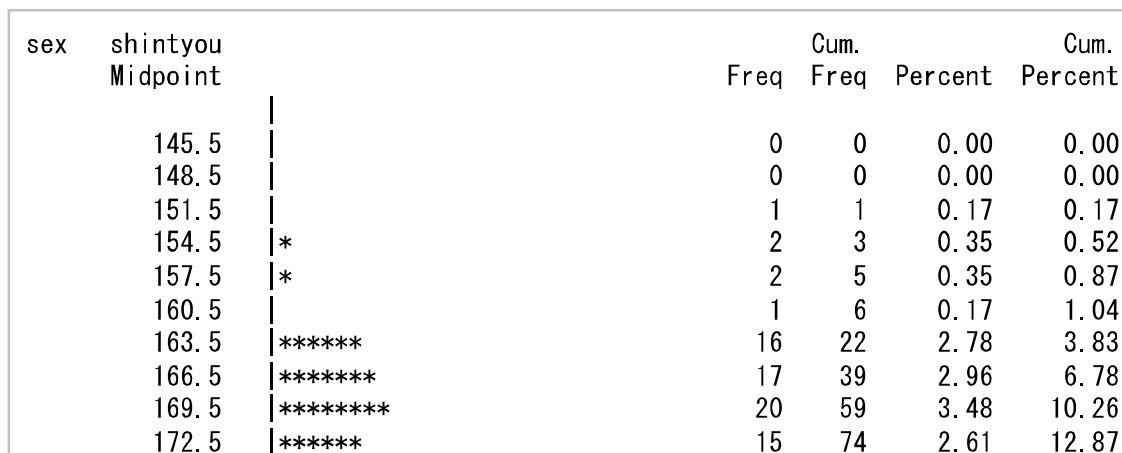 sex shintyou Cum. Cum.
Midpoint Freq Freq Percent Percent
|
145.5 | 0 0 0.00 0.00
148.5 | 0 0 0.00 0.00
151.5 | 1 1 0.17 0.17
154.5 |* 2 3 0.35 0.52
157.5 |* 2 5 0.35 0.87
160.5 | 1 6 0.17 1.04
163.5 |****** 16 22 2.78 3.83
166.5 |******* 17 39 2.96 6.78
169.5 |******** 20 59 3.48 10.26
172.5 |****** 15 74 2.61 12.87